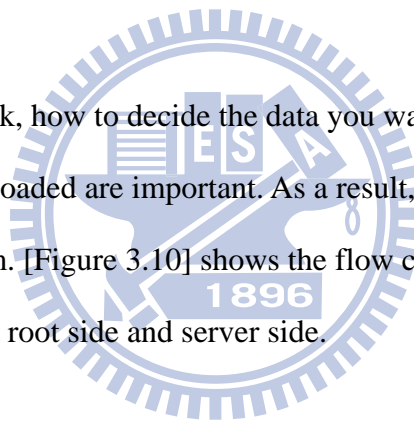 k, how to decide the data you wa
oaded are important. As a result,
n. [Figure 3.10] shows the flow c
root side and server side.
ESA
1896